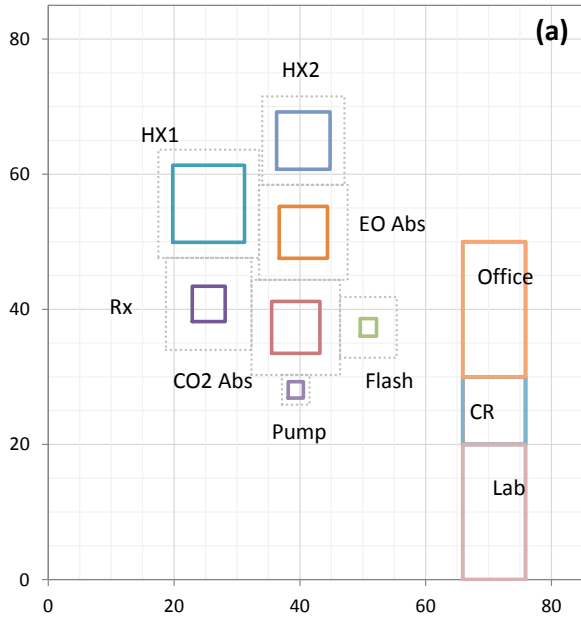 80
(a)
HX2
HX1
60
EO Abs
Office
40
Rx
CO2 Abs
Flash
CR
Pump
20
Lab
0
0 20 40 60 80